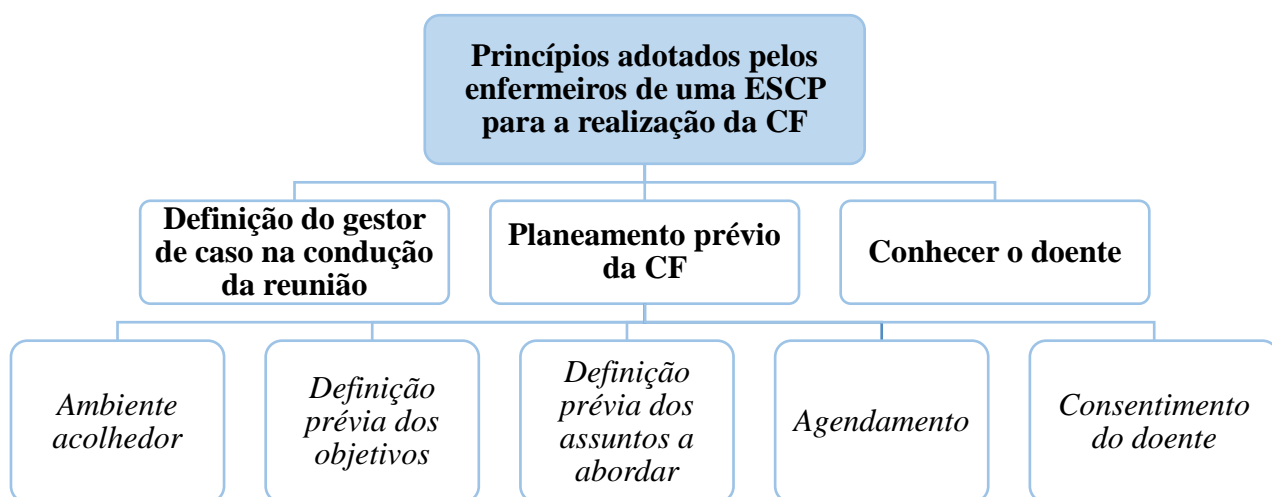 Princípios adotados pelos
enfermeiros de uma ESCP
para a realização da CF
Definição do gestor
de caso na condução
da reunião
Planeamento prévio
da CF
Conhecer o doente
Ambiente
acolhedor
Definição
prévia dos
objetivos
Definição
prévia dos
assuntos a
abordar
Agendamento
Consentimento
do doente